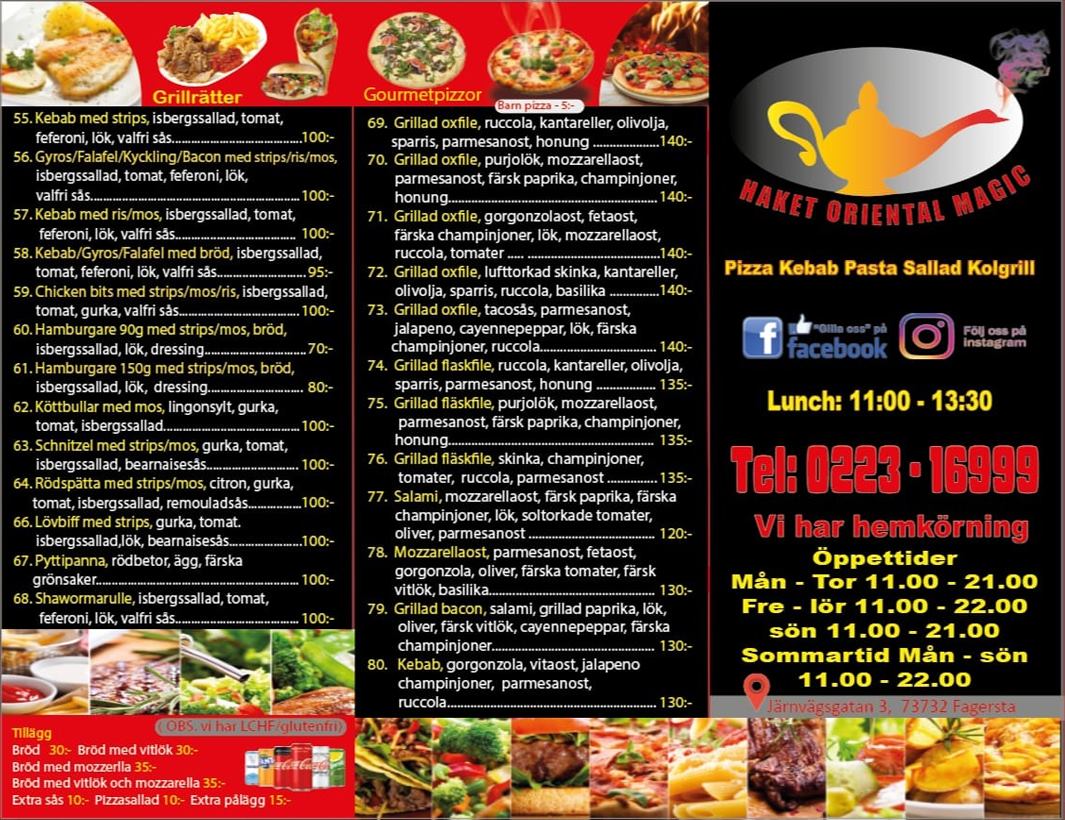 Grillrätter
55. Kebab med strips, isbergssallad, tomat,
feferoni, lök, valfri sås............100:-
56. Gyros/Falafel/Kyckling/Bacon med strips/ris/mos,
isbergssallad, tomat, feferoni, lök,
valfri sås............100:-
57. Kebab med ris/mos, isbergssallad, tomat,
feferoni, lök, valfri sås............100:-
58. Kebab/Gyros/Falafel med bröd, isbergssallad,
tomat, feferoni, lök, valfri sås............95:-
59. Chicken bits med strips/mos/ris, isbergssallad,
tomat, gurka, valfri sås............100:-
60. Hamburgare 90g med strips/mos, bröd,
isbergssallad, lök, dressing............70:-
61. Hamburgare 150g med strips/mos, bröd,
isbergssallad, lök, dressing............80:-
62. Köttbullar med mos, lingonsylt, gurka,
tomat, isbergssallad............100:-
63. Schnitzel med strips/mos, gurka, tomat,
isbergssallad, bearnaisesås............100:-
64. Rödspätta med strips/mos, citron, gurka,
tomat, isbergssallad, remouladsås............100:-
66. Lövbiff med strips, gurka, tomat.
isbergssallad,lök, bearnaisesås............100:-
67. Pyttipanna, rödbetor, ägg, färska
grönsaker............100:-
68. Shawormarulle, isbergssallad, tomat,
feferoni, lök, valfri sås............100:-
OBS. vi har LCHF/glutenfri)
Tillägg
Bröd 30:- Bröd med vitlök 30:-
Bröd med mozzerlla 35:-
Bröd med vitlök och mozzarella 35:-
Extra sås 10:- Pizzasallad 10:- Extra pålägg 15:-
Gourmetpizzor
Barn pizza - 5:-
69. Grillad oxfile, ruccola, kantareller, olivolja,
sparris, parmesanost, honung ............140:-
70. Grillad oxfile, purjolök, mozzarellaost,
parmesanost, färsk paprika, champinjoner,
honung............140:-
71. Grillad oxfile, gorgonzolaost, fetaost,
färska champinjoner, lök, mozzarellaost,
ruccola, tomater ............140:-
72. Grillad oxfile, lufttorkad skinka, kantareller,
olivolja, sparris, ruccola, basilika ............140:-
73. Grillad oxfile, tacosås, parmesanost,
jalapeno, cayennepeppar, lök, färska
champinjoner, ruccola............140:-
74. Grillad flaskfile, ruccola, kantareller, olivolja,
sparris, parmesanost, honung ............135:-
75. Grillad fläskfile, purjolök, mozzarellaost,
parmesanost, färsk paprika, champinjoner,
honung............135:-
76. Grillad fläskfile, skinka, champinjoner,
tomater, ruccola, parmesanost ............135:-
77. Salami, mozzarellaost, färsk paprika, färska
champinjoner, lök, soltorkade tomater,
oliver, parmesanost ............120:-
78. Mozzarellaost, parmesanost, fetaost,
gorgonzola, oliver, färska tomater, färsk
vitlök, basilika............130:-
79. Grillad bacon, salami, grillad paprika, lök,
oliver, färsk vitlök, cayennepeppar, färska
champinjoner............130:-
80. Kebab, gorgonzola, vitaost, jalapeno
champinjoner, parmesanost,
ruccola............130:-
HAKET ORIENTAL MAGIC
Pizza Kebab Pasta Sallad Kolgrill
"Gilla oss" på
facebook
Följ oss på
instagram
Lunch: 11:00 - 13:30
Tel: 0223 - 16999
Vi har hemkörning
Öppettider
Mån - Tor 11.00 - 21.00
Fre - lör 11.00 - 22.00
sön 11.00 - 21.00
Sommartid Mån - sön
11.00 - 22.00
Järnvägsgatan 3, 73732 Fagersta